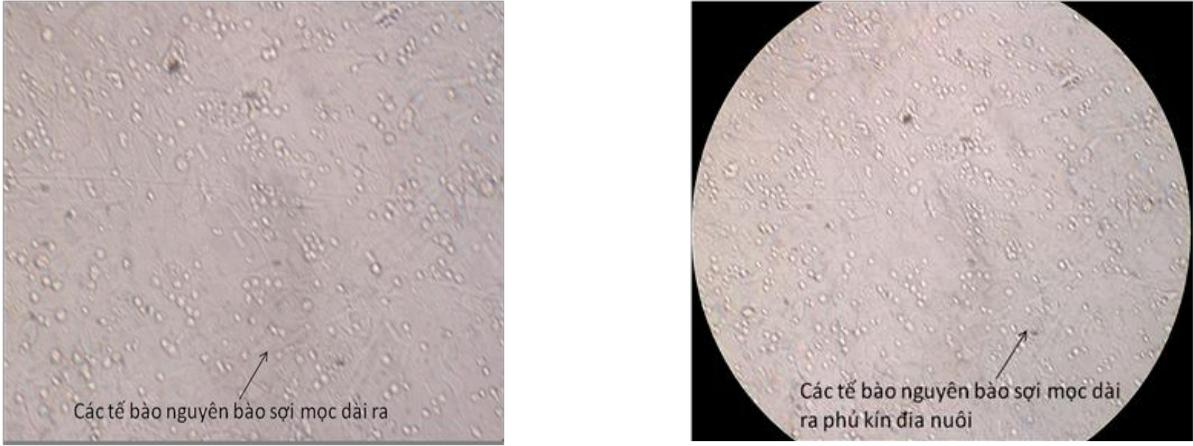 Các tế bào nguyên bào sợi mọc dài ra
Các tế bào nguyên bào sợi mọc dài
ra phủ kín đia nuôi